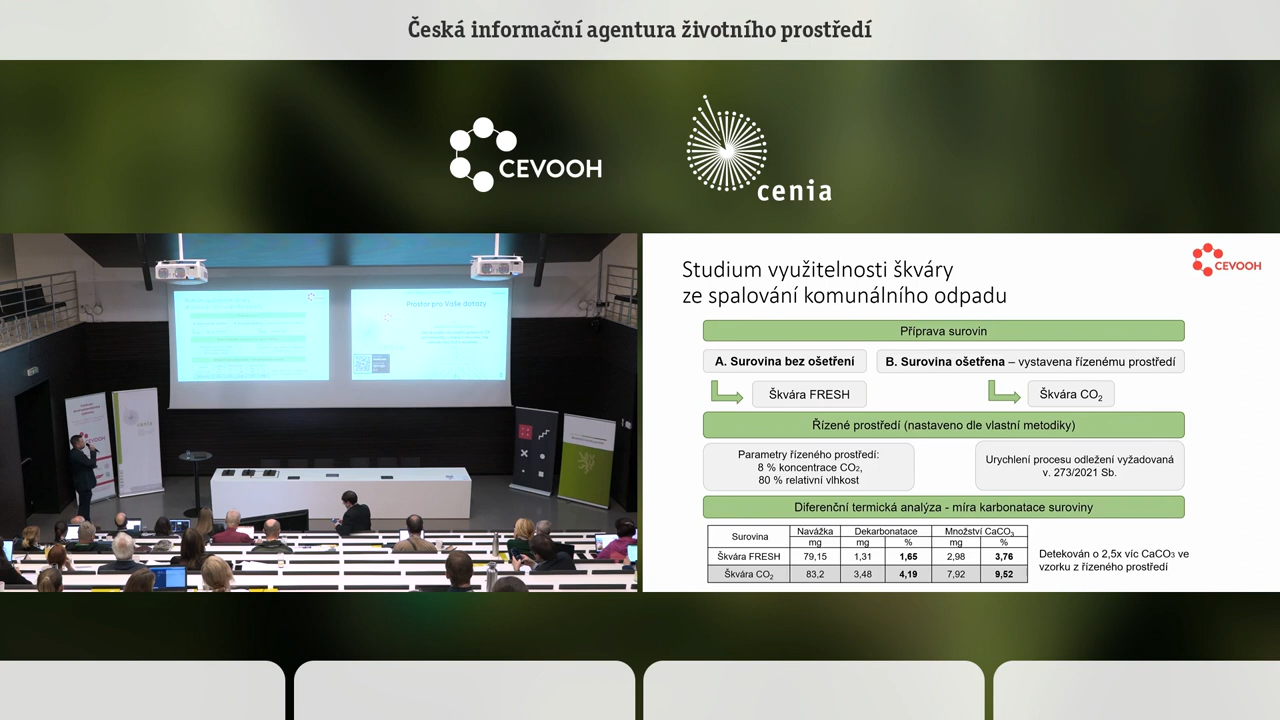 Česká informační agentura životního prostředí
CEVOOH
cenia
Prostor pro Vaše dotazy
CEVOOH
cenia
CEVOOH
Studium využitelnosti škváry
ze spalování komunálního odpadu
Příprava surovin
A. Surovina bez ošetření
B. Surovina ošetřena – vystavena řízenému prostředí
Škvára FRESH
Škvára CO₂
Řízené prostředí (nastaveno dle vlastní metodiky)
Parametry řízeného prostředí:
8 % koncentrace CO₂,
80 % relativní vlhkost
Urychlení procesu odležení vyžadovaná
v. 273/2021 Sb.
Diferenční termická analýza - míra karbonatace suroviny
Surovina Navážka Dekarbonatace Množství CaCO₃
mg mg % mg %
Škvára FRESH 79,15 1,31 1,65 2,98 3,76
Škvára CO₂ 83,2 3,48 4,19 7,92 9,52
Detekován o 2,5x víc CaCO₃ ve
vzorku z řízeného prostředí